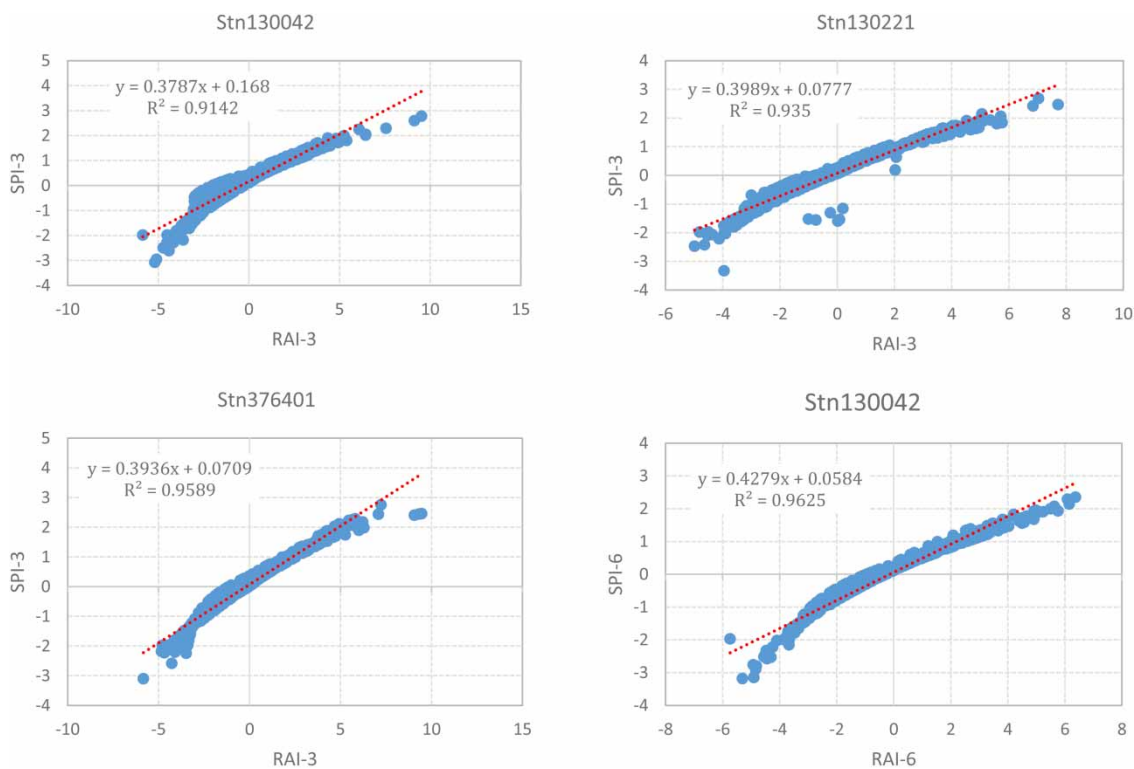 Stn130042
y = 0.3787x + 0.168
R² = 0.9142
SPI-3
5
4
3
2
1
0
-1
-2
-3
-4
-10 -5 0 5 10 15
RAI-3
Stn130221
y = 0.3989x + 0.0777
R² = 0.935
SPI-3
4
3
2
1
0
-1
-2
-3
-4
-6 -4 -2 0 2 4 6 8 10
RAI-3
Stn376401
y = 0.3936x + 0.0709
R² = 0.9589
SPI-3
5
4
3
2
1
0
-1
-2
-3
-4
-10 -5 0 5 10 15
RAI-3
Stn130042
y = 0.4279x + 0.0584
R² = 0.9625
SPI-6
4
3
2
1
0
-1
-2
-3
-4
-8 -6 -4 -2 0 2 4 6 8
RAI-6